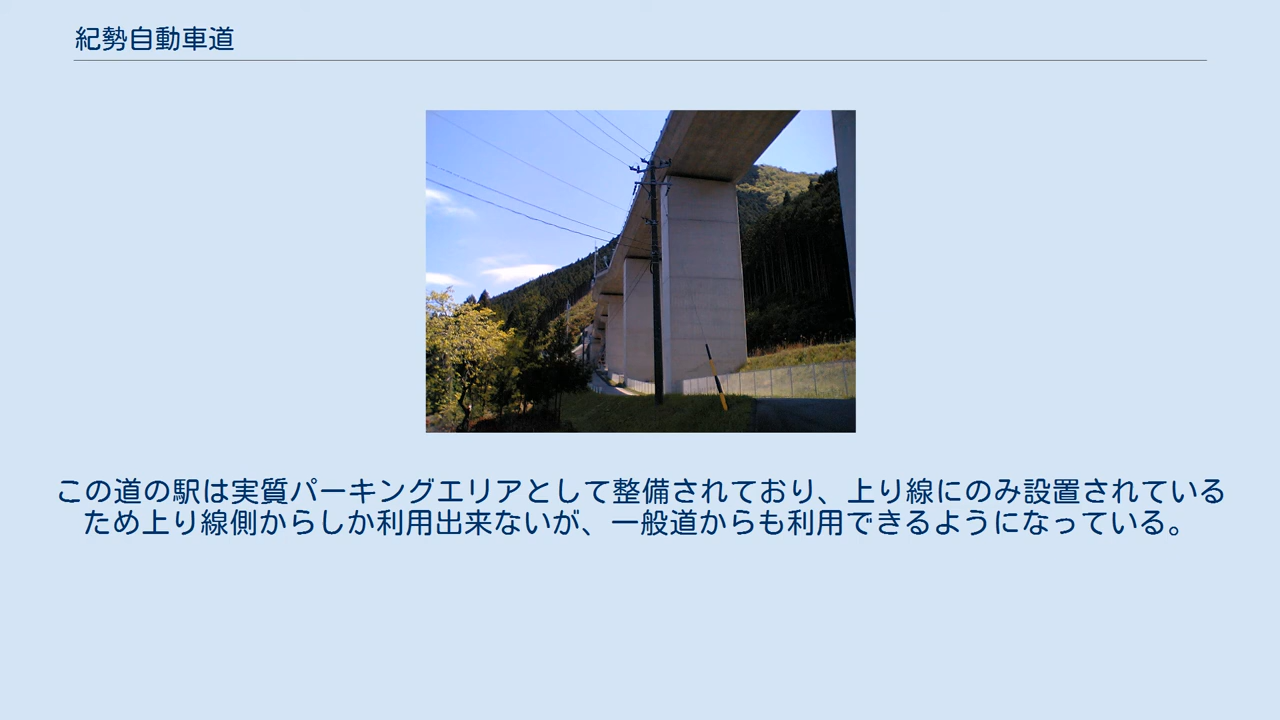 紀勢自動車道
この道の駅は実質パーキングエリアとして整備されており、上り線にのみ設置されている
ため上り線側からしか利用出来ないが、一般道からも利用できるようになっている。